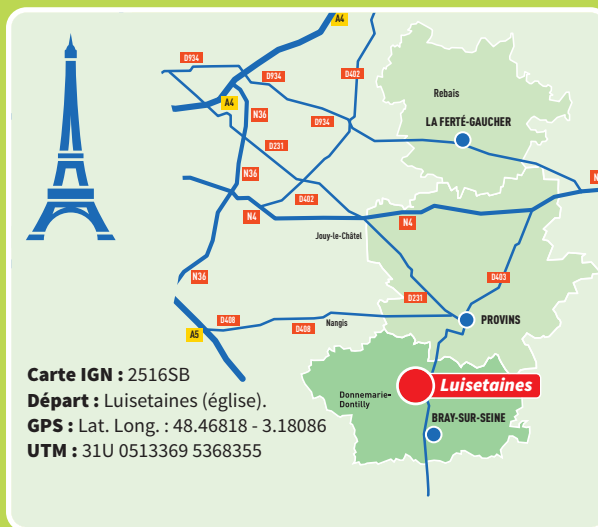 A4
D934
D402
D934
A4
Rebais
N36
D934
LA FERTÉ-GAUCHER
D231
N36
D402
N4
N4
Jouy-le-Châtel
N36
D403
D231
D408
D408
Nangis
PROVINS
A5
Carte IGN : 2516SB
Départ : Luisetaines (église).
GPS : Lat. Long. : 48.46818 - 3.18086
UTM : 31U 0513369 5368355
Luisetaines
Donnemarie-
Dontilly
BRAY-SUR-SEINE